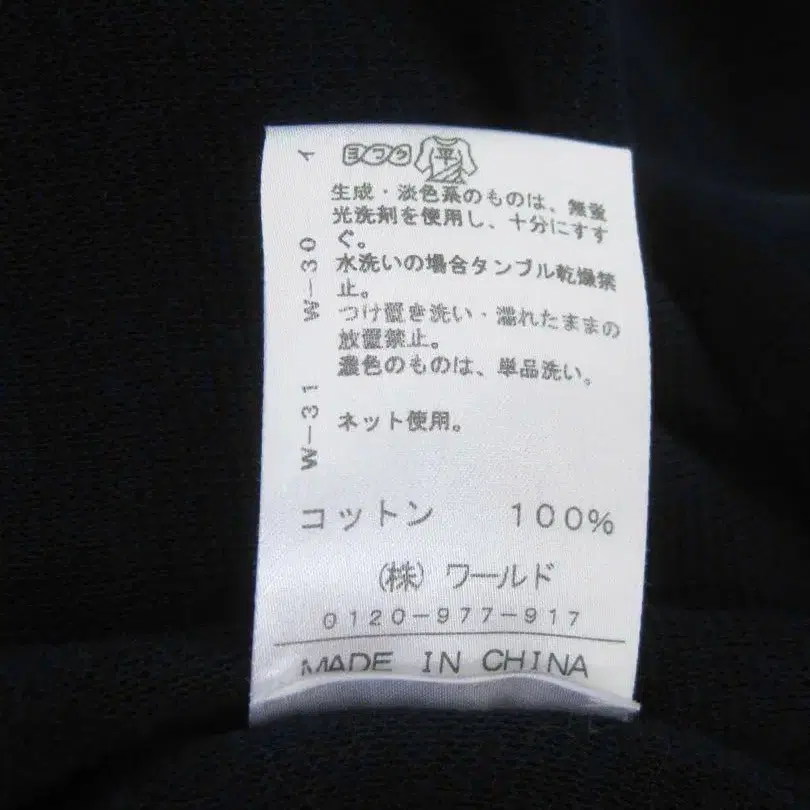 1
W-30
W-31
ヨコヲ 平
生成・淡色系のものは、無蛍
光洗剤を使用し、十分にすす
ぐ。
水洗いの場合タンブル乾燥禁
止。
つけ置き洗い・濡れたままの
放置禁止。
濃色のものは、単品洗い。
ネット使用。
コットン 100%
(株)ワールド
0120-977-917
MADE IN CHINA